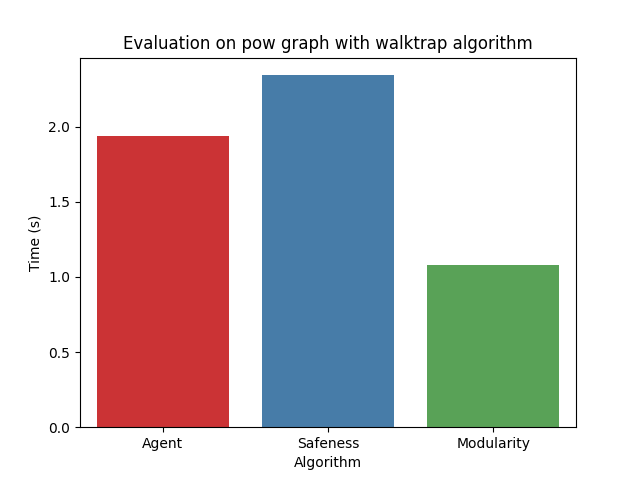 Evaluation on pow graph with walktrap algorithm
Time (s)
2.0
1.5
1.0
0.5
0.0
Agent
Safeness
Modularity
Algorithm